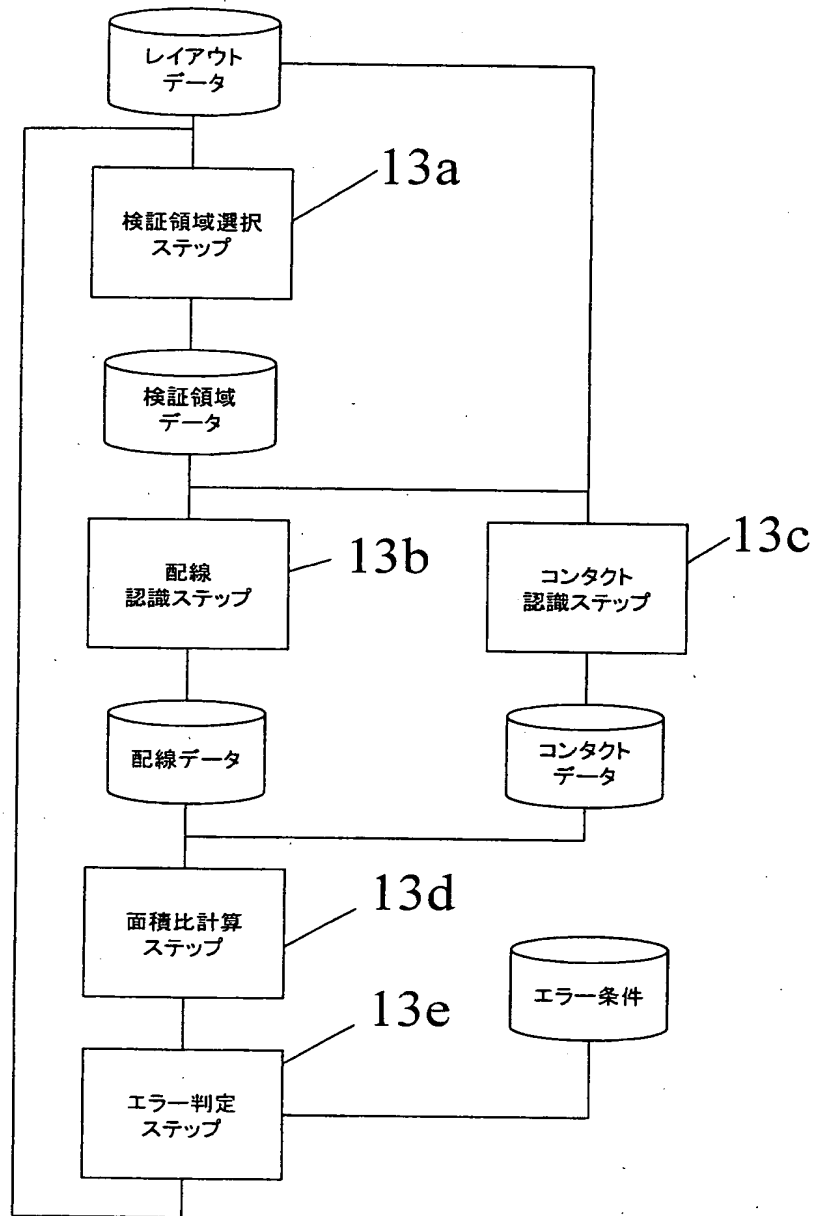 レイアウト
データ
13a
検証領域選択
ステップ
検証領域
データ
13b
配線
認識ステップ
13c
コンタクト
認識ステップ
配線データ
コンタクト
データ
13d
面積比計算
ステップ
エラー条件
13e
エラー判定
ステップ